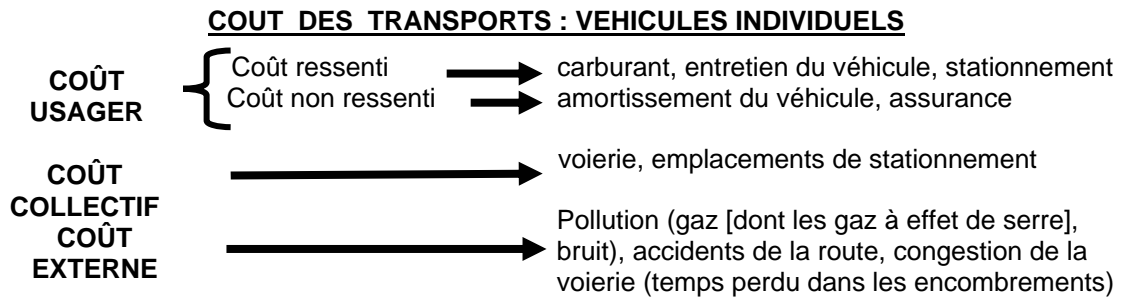 COUT DES TRANSPORTS : VEHICULES INDIVIDUELS
COÛT
USAGER
Coût ressenti
carburant, entretien du véhicule, stationnement
Coût non ressenti
amortissement du véhicule, assurance
COÛT
COLLECTIF
voierie, emplacements de stationnement
COÛT
EXTERNE
Pollution (gaz [dont les gaz à effet de serre],
bruit), accidents de la route, congestion de la
voierie (temps perdu dans les encombrements)